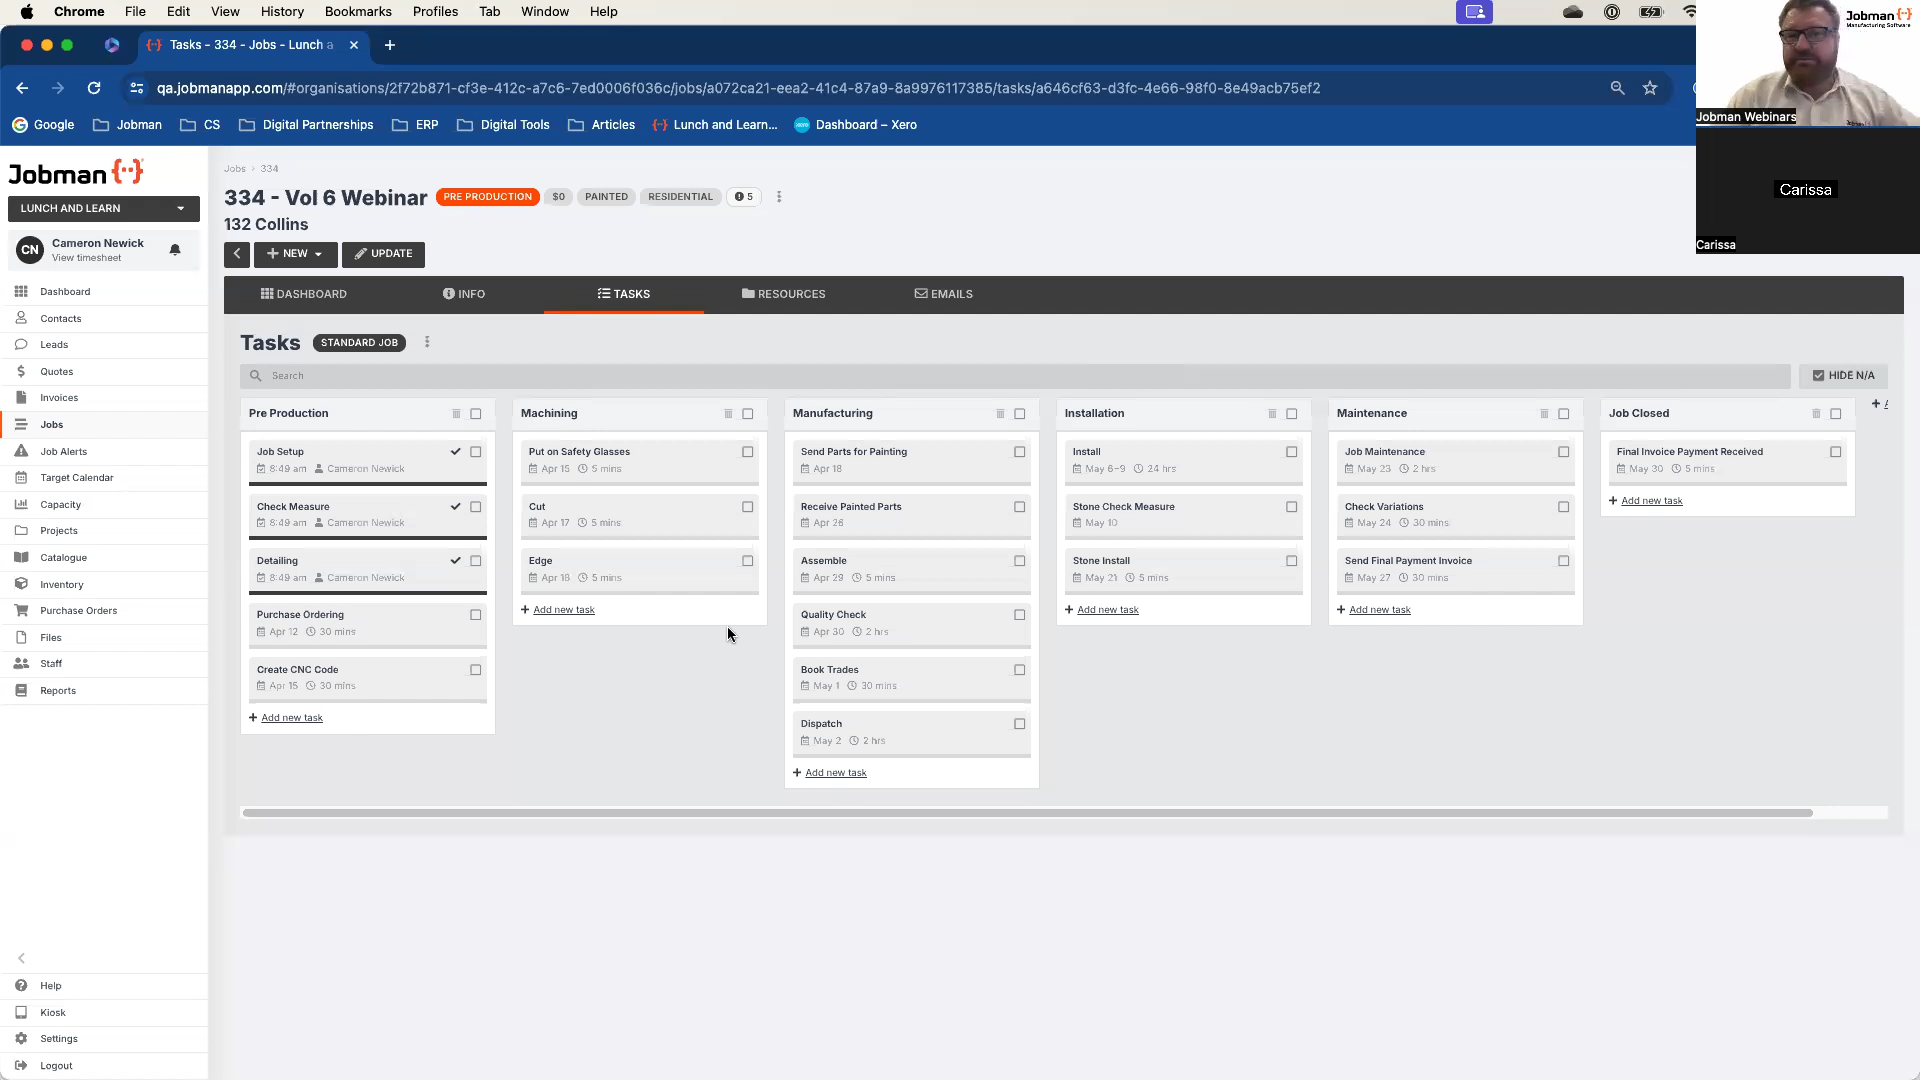 Chrome File Edit View History Bookmarks Profiles Tab Window Help
Tasks - 334 - Jobs - Lunch a
qa.jobmanapp.com/#organisations/2f72b871-cf3e-412c-a7c6-7ed0006f036c/jobs/a072ca21-eea2-41c4-87a9-8a9976117385/tasks/a646cf63-d3fc-4e66-98f0-8e49acb75ef2
Google Jobman CS Digital Partnerships ERP Digital Tools Articles Lunch and Learn... Dashboard – Xero
Jobman
Manufacturing Software
Jobman Webinars
Carissa
Carissa
Jobman
LUNCH AND LEARN
CN
Cameron Newick
View timesheet
Dashboard
Contacts
Leads
Quotes
Invoices
Jobs
Job Alerts
Target Calendar
Capacity
Projects
Catalogue
Inventory
Purchase Orders
Files
Staff
Reports
Help
Kiosk
Settings
Logout
Jobs › 334
334 - Vol 6 Webinar PRE PRODUCTION $0 PAINTED RESIDENTIAL 5
132 Collins
+ NEW UPDATE
DASHBOARD INFO TASKS RESOURCES EMAILS
Tasks STANDARD JOB
Search
HIDE N/A
Pre Production
Job Setup
8:49 am Cameron Newick
Check Measure
8:49 am Cameron Newick
Detailing
8:49 am Cameron Newick
Purchase Ordering
Apr 12 30 mins
Create CNC Code
Apr 15 30 mins
+ Add new task
Machining
Put on Safety Glasses
Apr 15 5 mins
Cut
Apr 17 5 mins
Edge
Apr 18 5 mins
+ Add new task
Manufacturing
Send Parts for Painting
Apr 18
Receive Painted Parts
Apr 26
Assemble
Apr 29 5 mins
Quality Check
Apr 30 2 hrs
Book Trades
May 1 30 mins
Dispatch
May 2 2 hrs
+ Add new task
Installation
Install
May 6–9 24 hrs
Stone Check Measure
May 10
Stone Install
May 21 5 mins
+ Add new task
Maintenance
Job Maintenance
May 23 2 hrs
Check Variations
May 24 30 mins
Send Final Payment Invoice
May 27 30 mins
+ Add new task
Job Closed
Final Invoice Payment Received
May 30 5 mins
+ Add new task